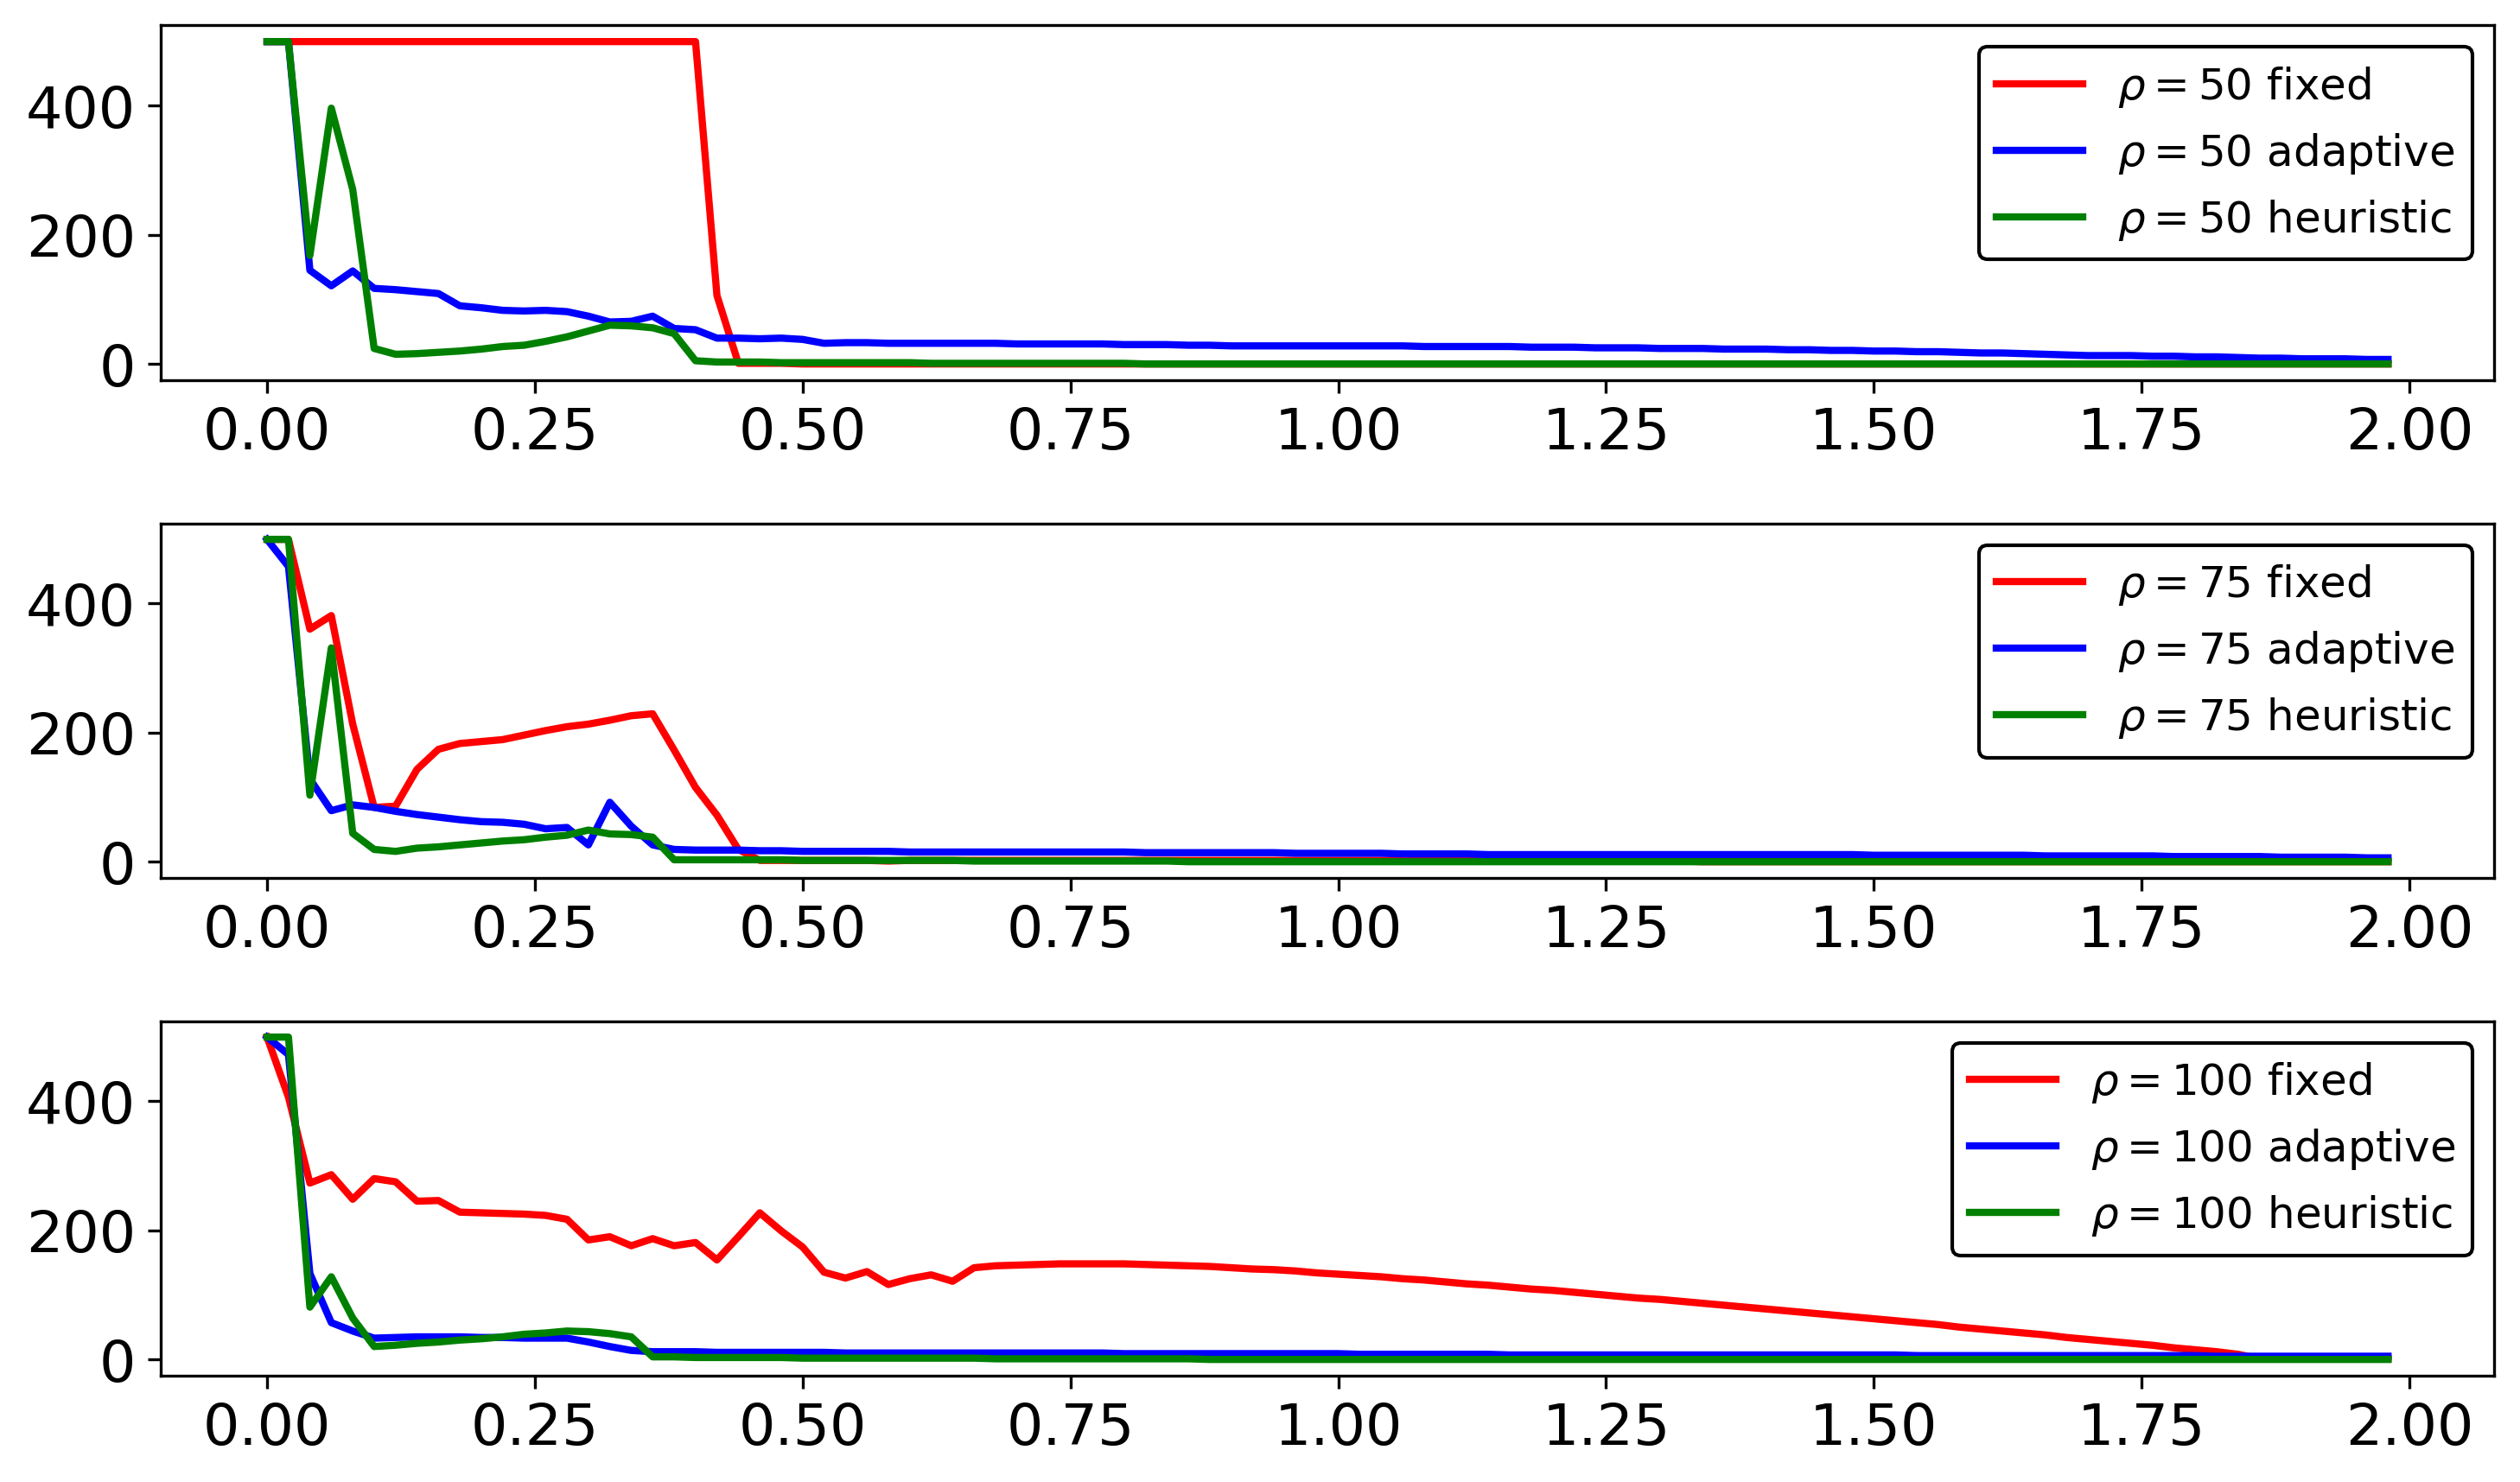 400
200
0
0.00 0.25 0.50 0.75 1.00 1.25 1.50 1.75 2.00
ρ = 50 fixed
ρ = 50 adaptive
ρ = 50 heuristic
400
200
0
0.00 0.25 0.50 0.75 1.00 1.25 1.50 1.75 2.00
ρ = 75 fixed
ρ = 75 adaptive
ρ = 75 heuristic
400
200
0
0.00 0.25 0.50 0.75 1.00 1.25 1.50 1.75 2.00
ρ = 100 fixed
ρ = 100 adaptive
ρ = 100 heuristic